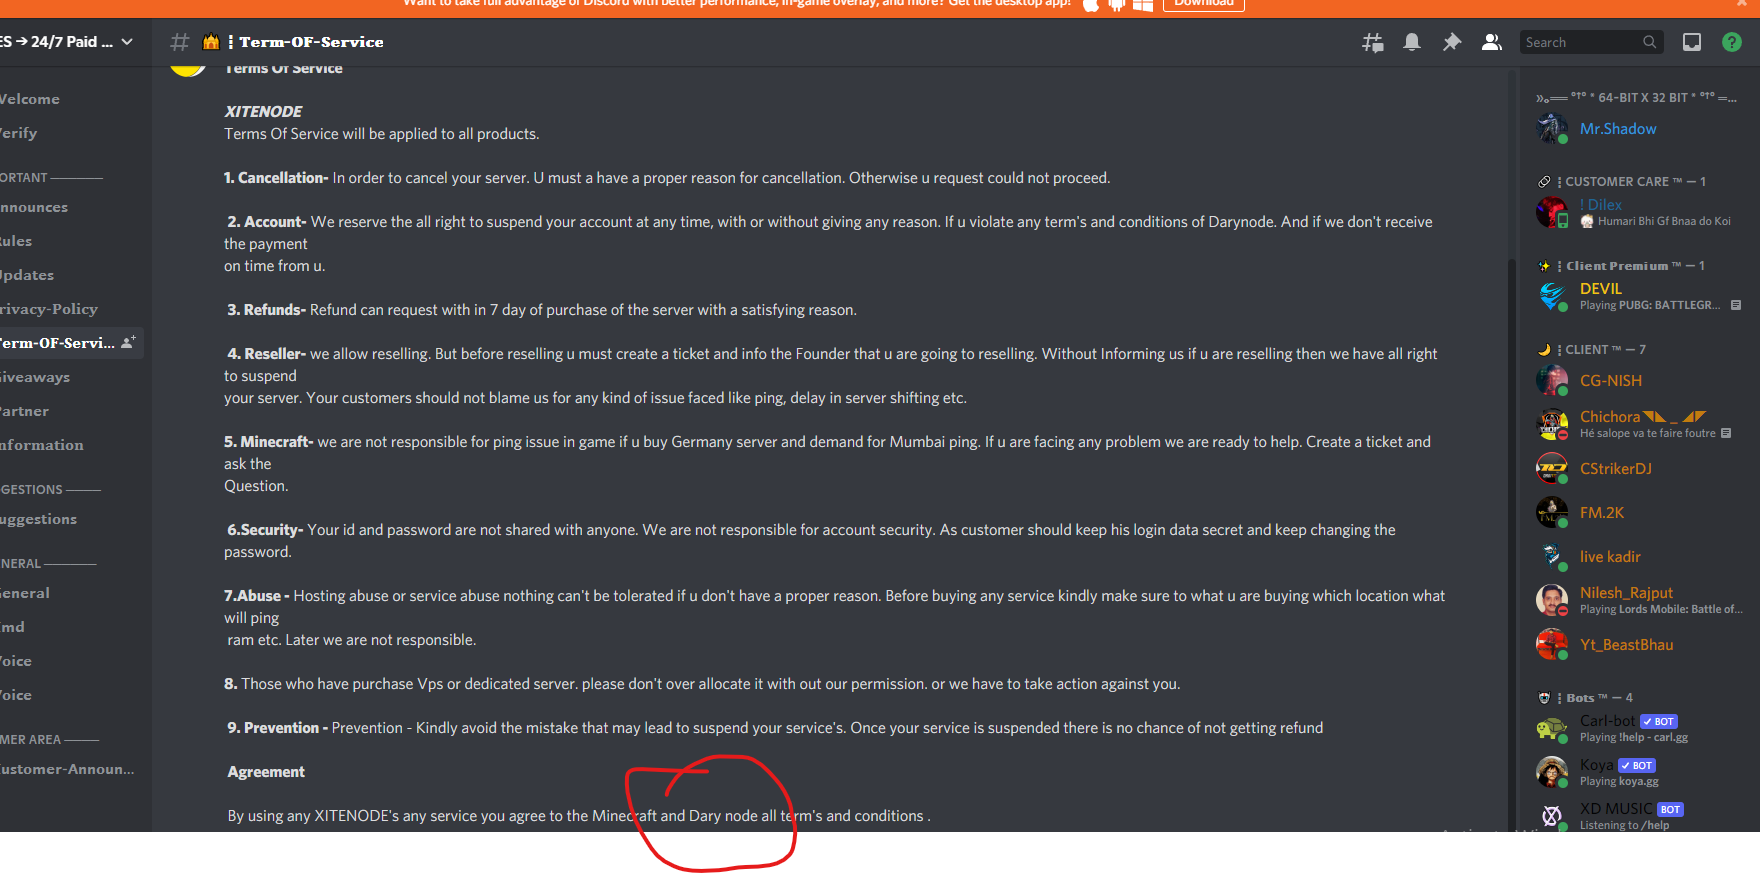 Want to take full advantage of Discord with better performance, in-game overlay, and more? Get the desktop app!
Download
ES → 24/7 Paid ...
# ⁝ Term-OF-Service
Search
Welcome
erify
ORTANT
nnounces
ules
pdates
rivacy-Policy
erm-OF-Servi...
iveaways
artner
nformation
GGESTIONS
uggestions
NERAL
eneral
md
oice
oice
MER AREA
ustomer-Announ...
Terms Of Service
XITENODE
Terms Of Service will be applied to all products.
1. Cancellation- In order to cancel your server. U must a have a proper reason for cancellation. Otherwise u request could not proceed.
2. Account- We reserve the all right to suspend your account at any time, with or without giving any reason. If u violate any term's and conditions of Darynode. And if we don't receive
the payment
on time from u.
3. Refunds- Refund can request with in 7 day of purchase of the server with a satisfying reason.
4. Reseller- we allow reselling. But before reselling u must create a ticket and info the Founder that u are going to reselling. Without Informing us if u are reselling then we have all right
to suspend
your server. Your customers should not blame us for any kind of issue faced like ping, delay in server shifting etc.
5. Minecraft- we are not responsible for ping issue in game if u buy Germany server and demand for Mumbai ping. If u are facing any problem we are ready to help. Create a ticket and
ask the
Question.
6.Security- Your id and password are not shared with anyone. We are not responsible for account security. As customer should keep his login data secret and keep changing the
password.
7.Abuse - Hosting abuse or service abuse nothing can't be tolerated if u don't have a proper reason. Before buying any service kindly make sure to what u are buying which location what
will ping
ram etc. Later we are not responsible.
8. Those who have purchase Vps or dedicated server. please don't over allocate it with out our permission. or we have to take action against you.
9. Prevention - Prevention - Kindly avoid the mistake that may lead to suspend your service's. Once your service is suspended there is no chance of not getting refund
Agreement
By using any XITENODE's any service you agree to the Minecraft and Dary node all term's and conditions .
* 64-BIT X 32 BIT *
Mr.Shadow
⁝ CUSTOMER CARE ™ — 1
! Dilex
Humari Bhi Gf Bnaa do Koi
⁝ Client Premium ™ — 1
DEVIL
Playing PUBG: BATTLEGR...
⁝ CLIENT ™ — 7
CG-NISH
Chichora ◥◣ _ ◢◤
Hé salope va te faire foutre
CStrikerDJ
FM.2K
live kadir
Nilesh_Rajput
Playing Lords Mobile: Battle of...
Yt_BeastBhau
⁝ Bots ™ — 4
Carl-bot ✓ BOT
Playing !help - carl.gg
Koya ✓ BOT
Playing koya.gg
XD MUSIC BOT
Listening to /help